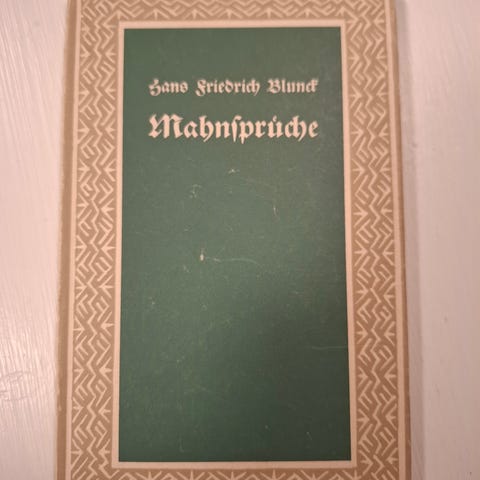 Hans Friedrich Blunck
Mahnſprüche